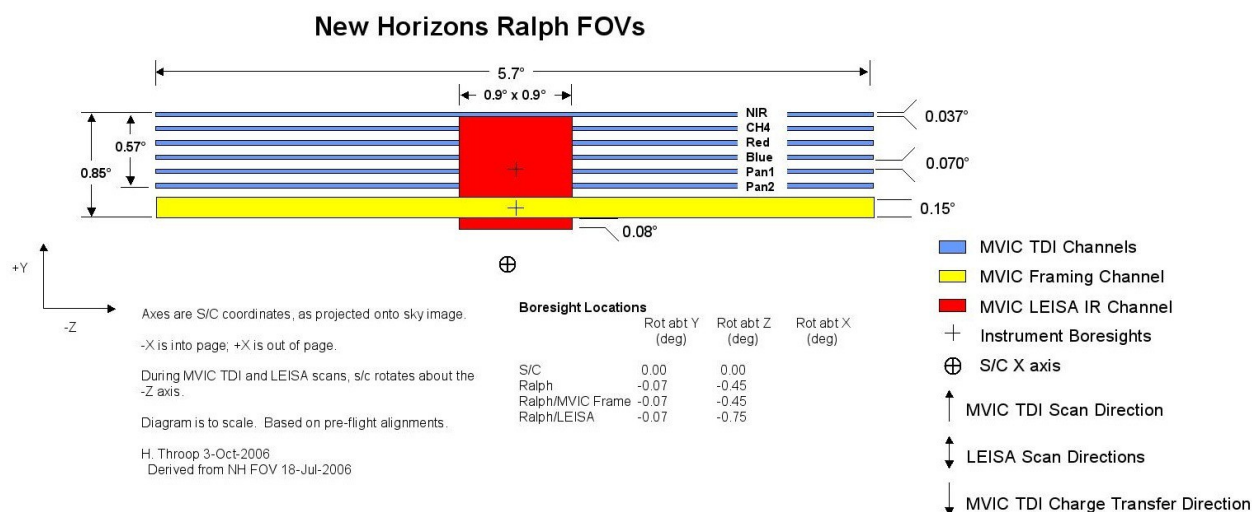 New Horizons Ralph FOVs
5.7°
0.9° x 0.9°
NIR
CH4
Red
Blue
Pan1
Pan2
0.037°
0.070°
0.15°
0.57°
0.85°
0.08°
+Y
-Z
Axes are S/C coordinates, as projected onto sky image.
-X is into page; +X is out of page.
During MVIC TDI and LEISA scans, s/c rotates about the
-Z axis.
Diagram is to scale. Based on pre-flight alignments.
H. Throop 3-Oct-2006
Derived from NH FOV 18-Jul-2006
Boresight Locations
Rot abt Y Rot abt Z Rot abt X
(deg) (deg) (deg)
S/C 0.00 0.00
Ralph -0.07 -0.45
Ralph/MVIC Frame -0.07 -0.45
Ralph/LEISA -0.07 -0.75
MVIC TDI Channels
MVIC Framing Channel
MVIC LEISA IR Channel
Instrument Boresights
S/C X axis
MVIC TDI Scan Direction
LEISA Scan Directions
MVIC TDI Charge Transfer Direction